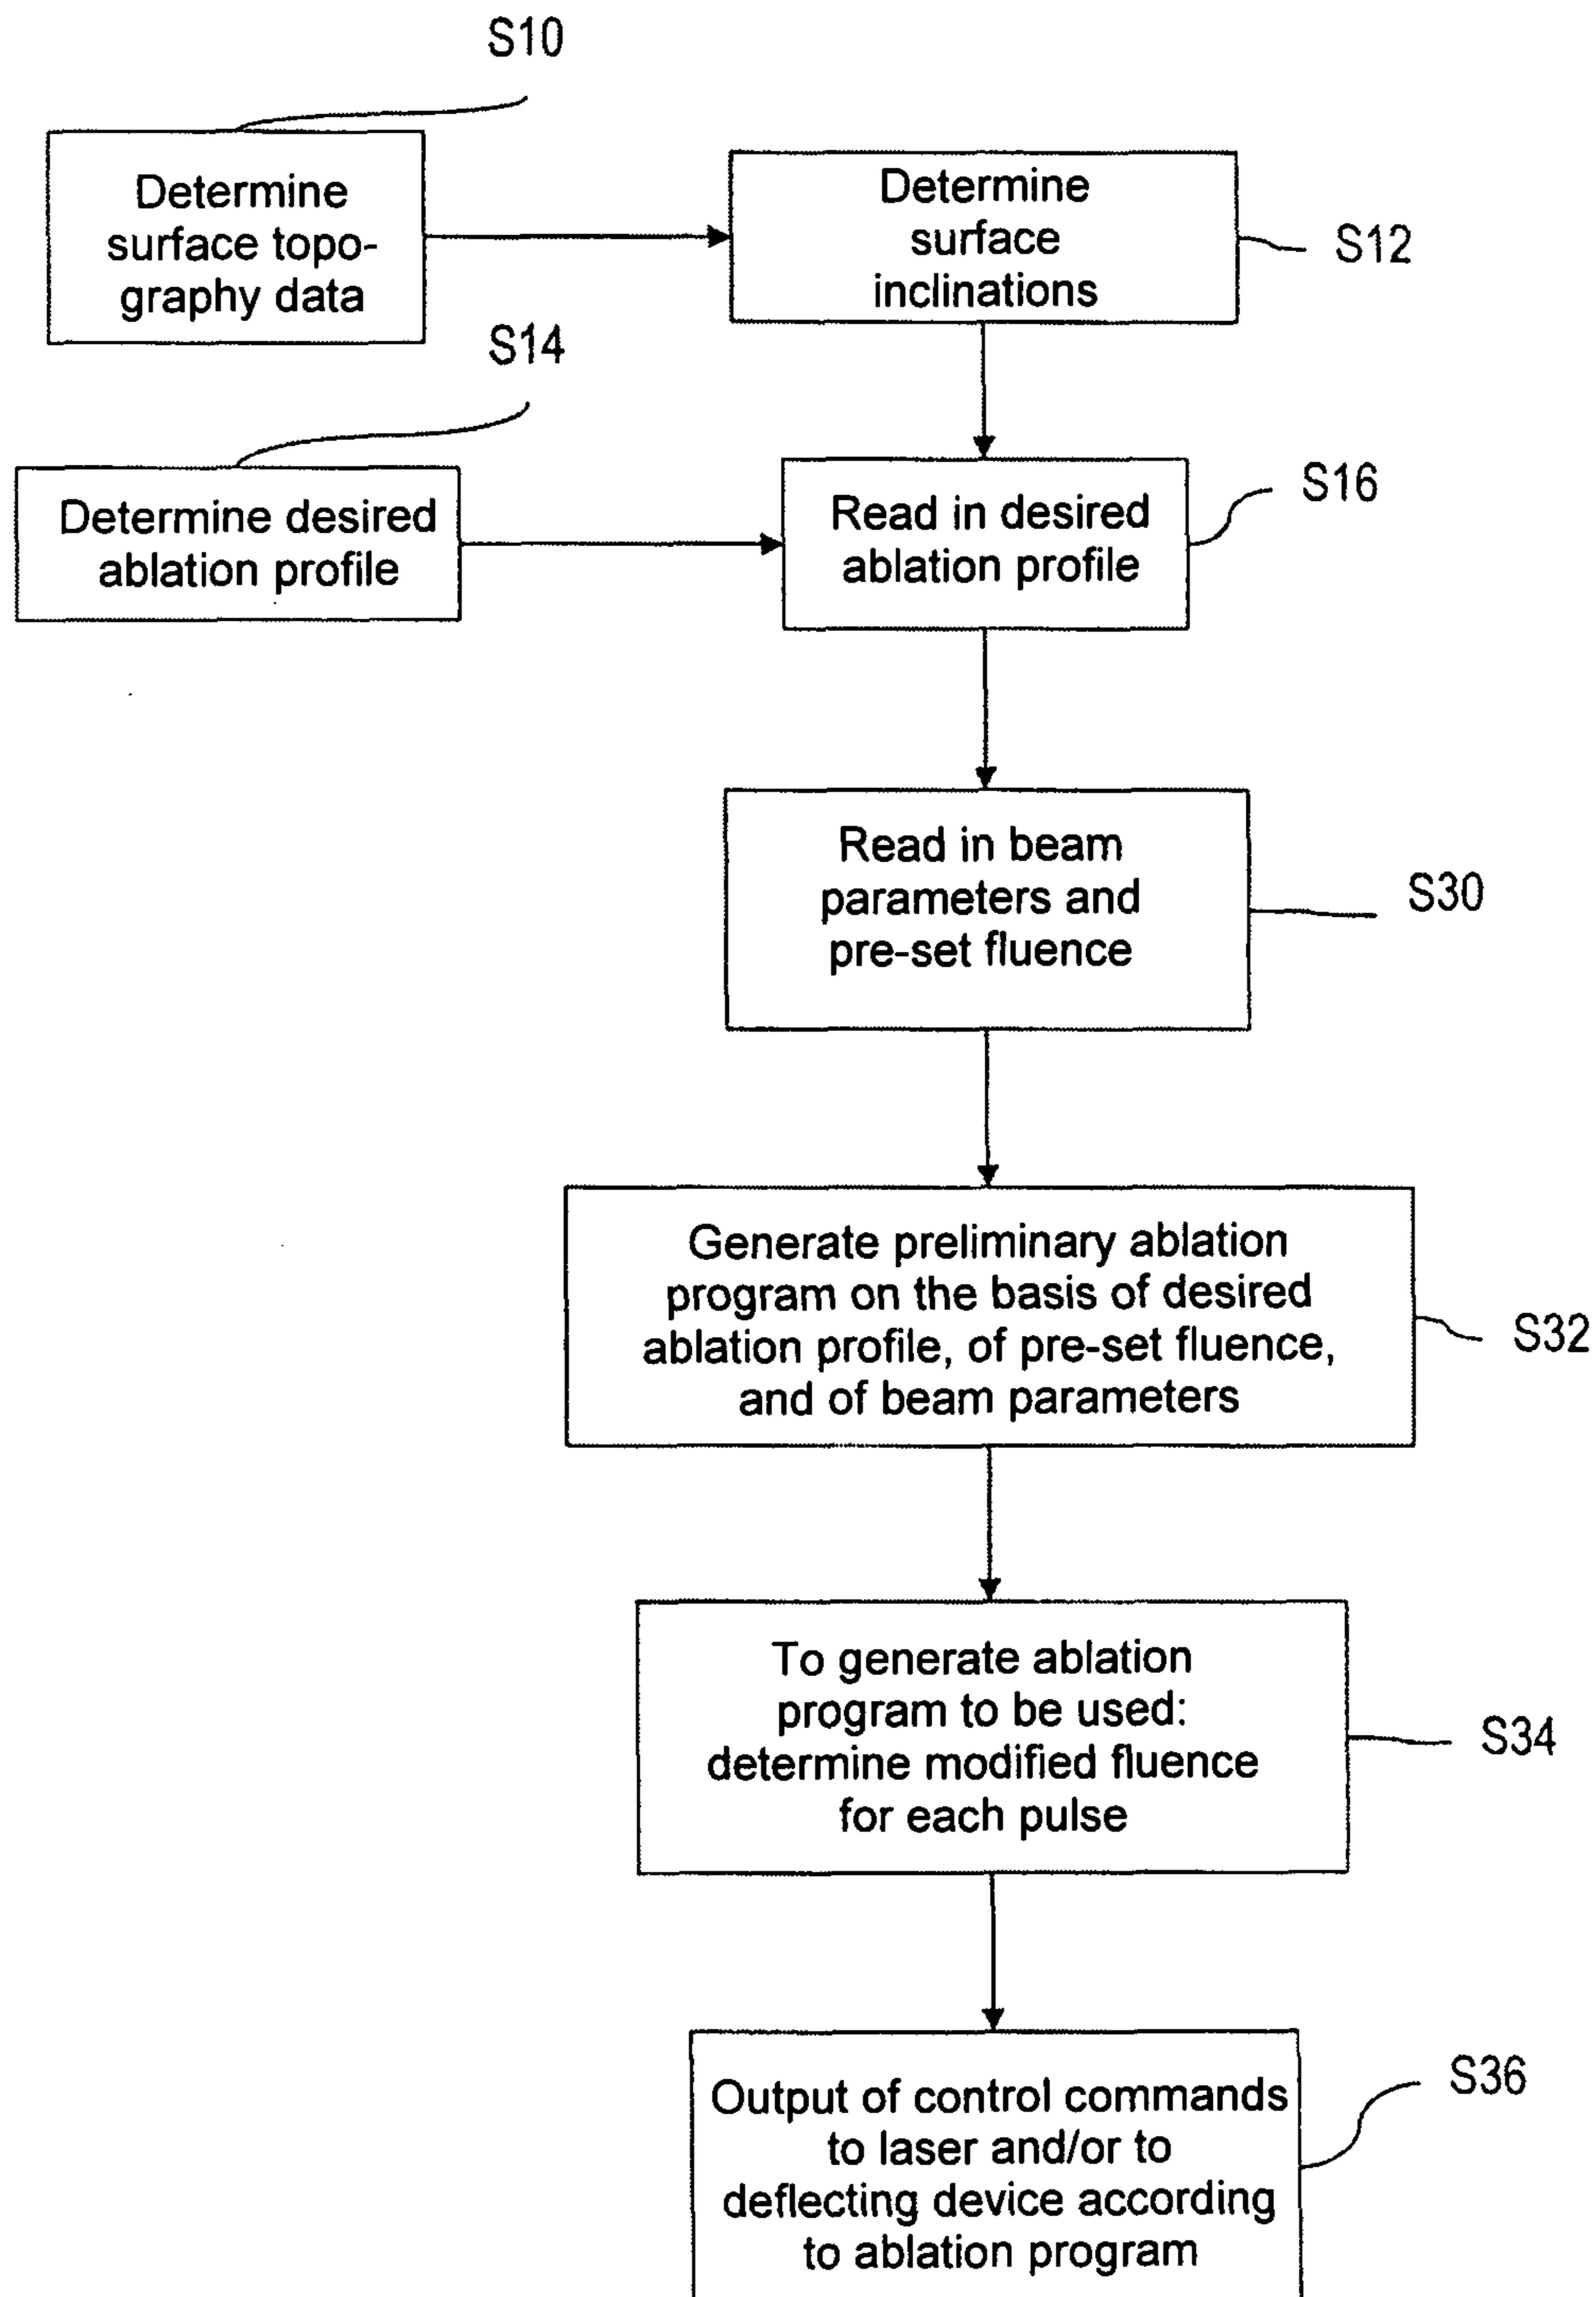 S10
Determine
surface topo-
graphy data
Determine
surface
inclinations
S12
S14
Determine desired
ablation profile
Read in desired
ablation profile
S16
Read in beam
parameters and
pre-set fluence
S30
Generate preliminary ablation
program on the basis of desired
ablation profile, of pre-set fluence,
and of beam parameters
S32
To generate ablation
program to be used:
determine modified fluence
for each pulse
S34
Output of control commands
to laser and/or to
deflecting device according
to ablation program
S36